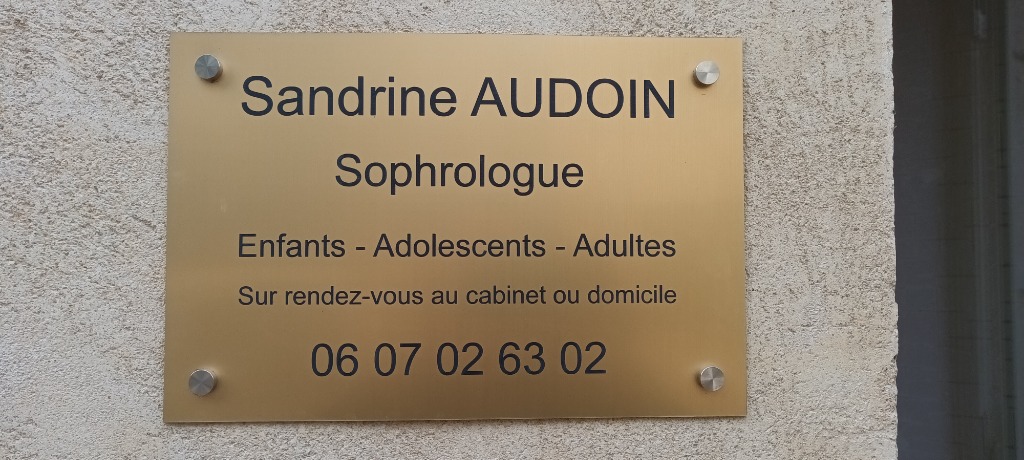 Sandrine AUDOIN
Sophrologue
Enfants - Adolescents - Adultes
Sur rendez-vous au cabinet ou domicile
06 07 02 63 02